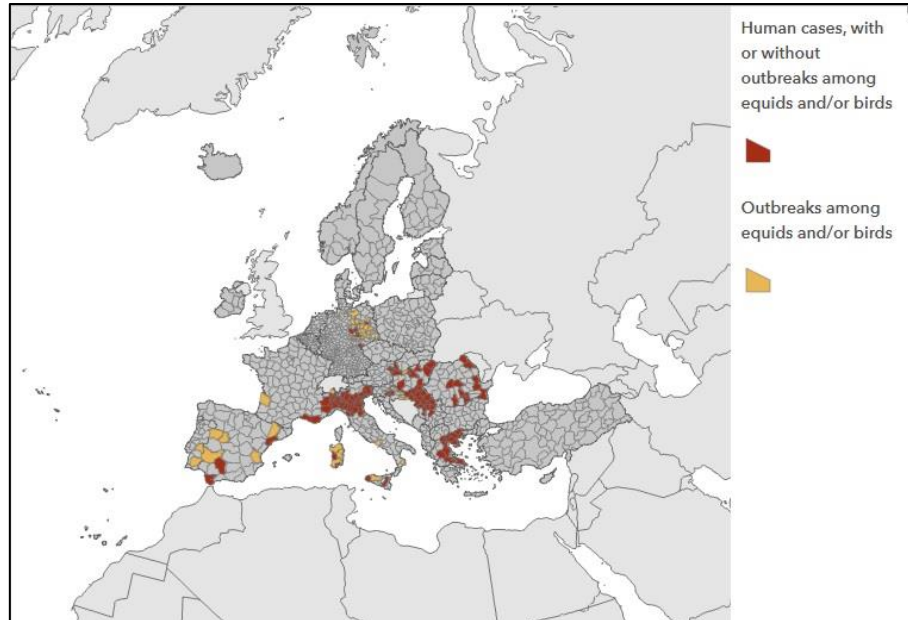 Human cases, with
or without
outbreaks among
equids and/or birds
Outbreaks among
equids and/or birds